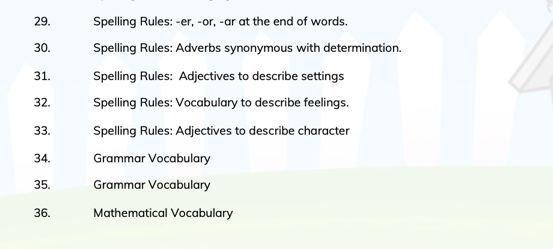 29. Spelling Rules: -er, -or, -ar at the end of words.
30. Spelling Rules: Adverbs synonymous with determination.
31. Spelling Rules:  Adjectives to describe settings
32. Spelling Rules: Vocabulary to describe feelings.
33. Spelling Rules: Adjectives to describe character
34. Grammar Vocabulary
35. Grammar Vocabulary
36. Mathematical Vocabulary